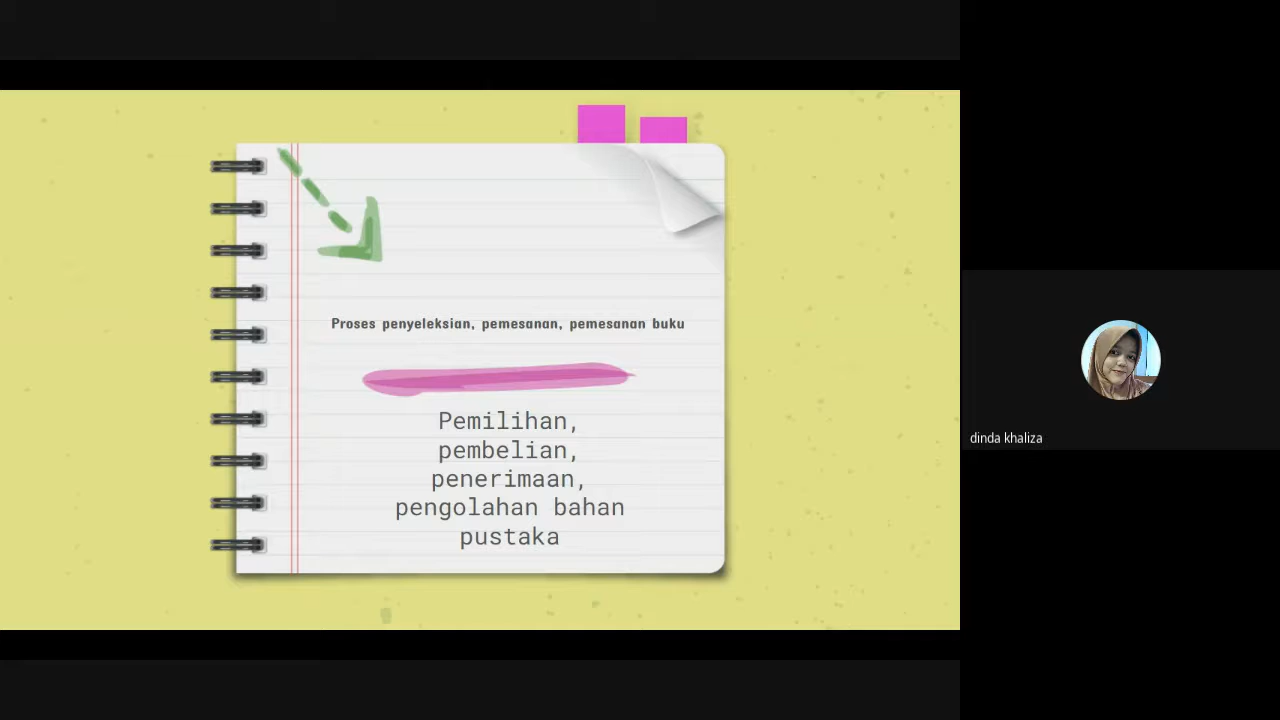 Proses penyeleksian, pemesanan, pemesanan buku
Pemilihan,
pembelian,
penerimaan,
pengolahan bahan
pustaka
dinda khaliza